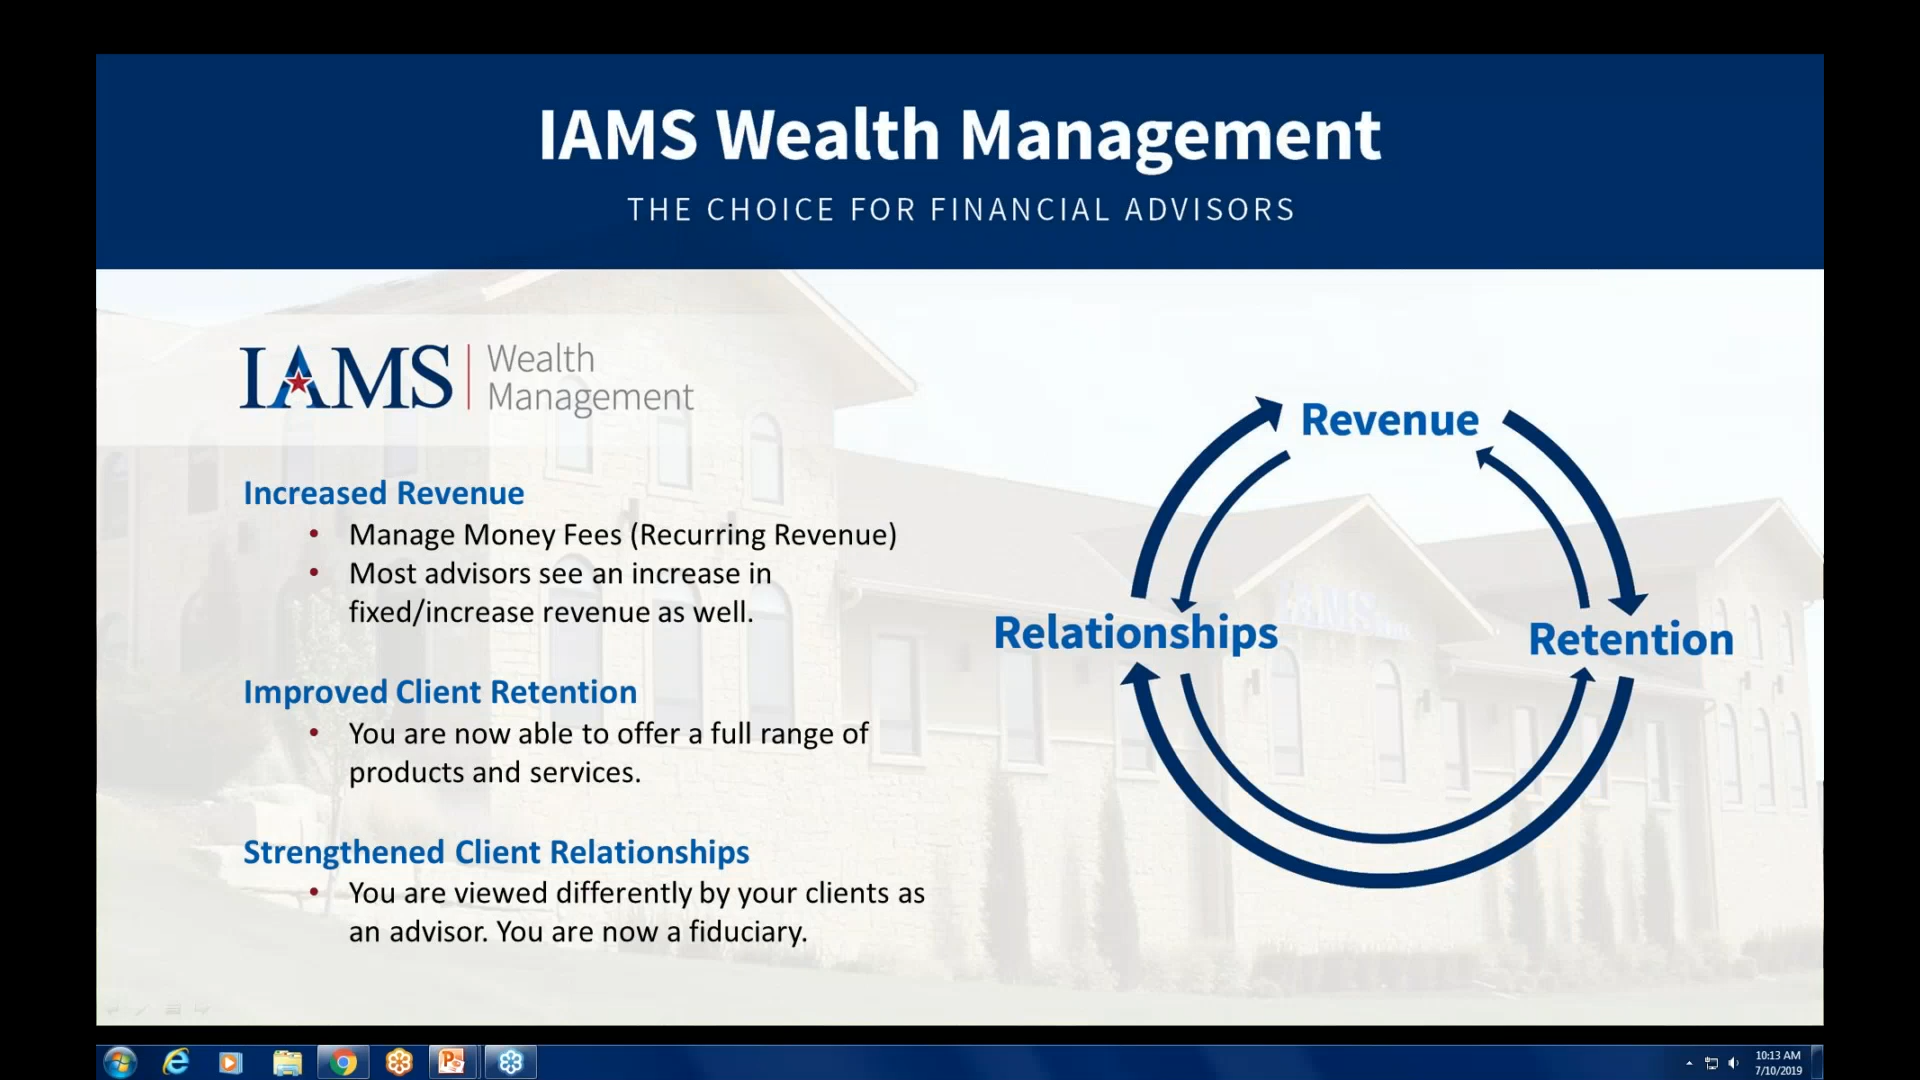 IAMS Wealth Management
THE CHOICE FOR FINANCIAL ADVISORS
IAMS Wealth
Management
Increased Revenue
• Manage Money Fees (Recurring Revenue)
• Most advisors see an increase in
fixed/increase revenue as well.
Improved Client Retention
• You are now able to offer a full range of
products and services.
Strengthened Client Relationships
• You are viewed differently by your clients as
an advisor. You are now a fiduciary.
Revenue
Relationships
Retention
IAMS
10:13 AM
7/10/2019